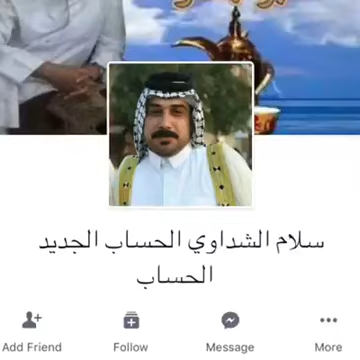 سلام الشداوي الحساب الجديد
الحساب
Add Friend
Follow
Message
More